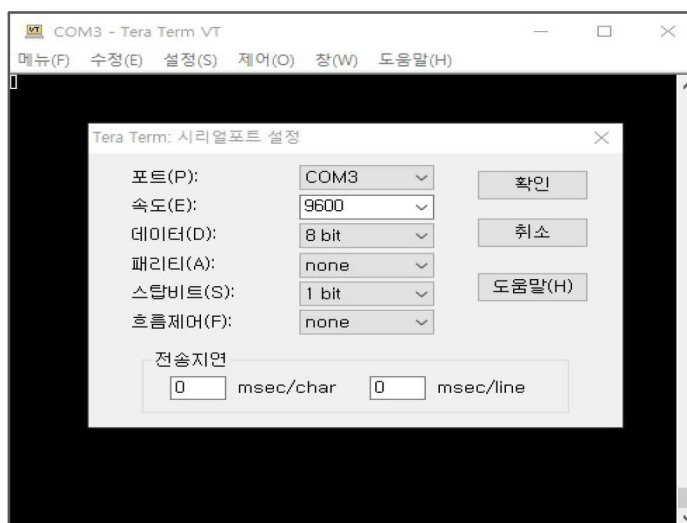 COM3 - Tera Term VT
메뉴(F) 수정(E) 설정(S) 제어(O) 창(W) 도움말(H)
Tera Term: 시리얼포트 설정
포트(P): COM3 확인
속도(E): 9600
데이터(D): 8 bit 취소
패리티(A): none
스탑비트(S): 1 bit 도움말(H)
흐름제어(F): none
전송지연
0 msec/char 0 msec/line